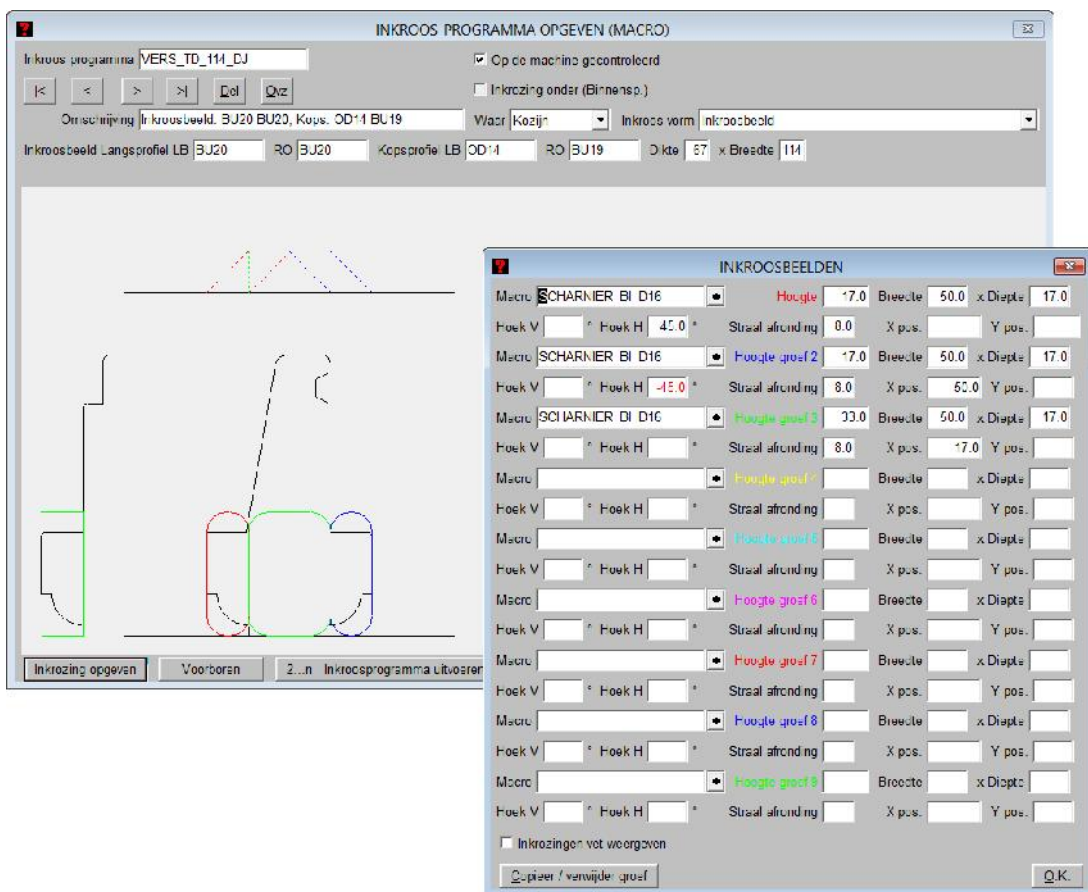 INKROOS PROGRAMMA OPGEVEN (MACRO)
Inkroos programma VERS_TD_114_DJ Op de machine gecontroleerd
|< < > >| Del Ovz Inkrozing onder (Binnensp.)
Omschrijving Inkroosbeeld: BU20 BU20, Kops. OD14 BU19 Waar Kozijn Inkroos vorm Inkroosbeeld
Inkroosbeeld Langsprofiel LB BU20 RO BU20 Kopsprofiel LB OD14 RO BU19 Dikte 67 x Breedte 114
Inkrozing opgeven Voorboren 2...n Inkroosprogramma uitvoeren
INKROOSBEELDEN
Macro SCHARNIER BI D16 Hoogte 17.0 Breedte 50.0 x Diepte 17.0
Hoek V ° Hoek H 45.0 ° Straal afronding 8.0 X pos. Y pos.
Macro SCHARNIER BI D16 Hoogte groef 2 17.0 Breedte 50.0 x Diepte 17.0
Hoek V ° Hoek H -45.0 ° Straal afronding 8.0 X pos. 50.0 Y pos.
Macro SCHARNIER BI D16 Hoogte groef 3 33.0 Breedte 50.0 x Diepte 17.0
Hoek V ° Hoek H ° Straal afronding 8.0 X pos. 17.0 Y pos.
Macro Hoogte groef 4 Breedte x Diepte
Hoek V ° Hoek H ° Straal afronding X pos. Y pos.
Macro Hoogte groef 5 Breedte x Diepte
Hoek V ° Hoek H ° Straal afronding X pos. Y pos.
Macro Hoogte groef 6 Breedte x Diepte
Hoek V ° Hoek H ° Straal afronding X pos. Y pos.
Macro Hoogte groef 7 Breedte x Diepte
Hoek V ° Hoek H ° Straal afronding X pos. Y pos.
Macro Hoogte groef 8 Breedte x Diepte
Hoek V ° Hoek H ° Straal afronding X pos. Y pos.
Macro Hoogte groef 9 Breedte x Diepte
Hoek V ° Hoek H ° Straal afronding X pos. Y pos.
Inkrozingen vet weergeven
Copieer / verwijder groef O.K.